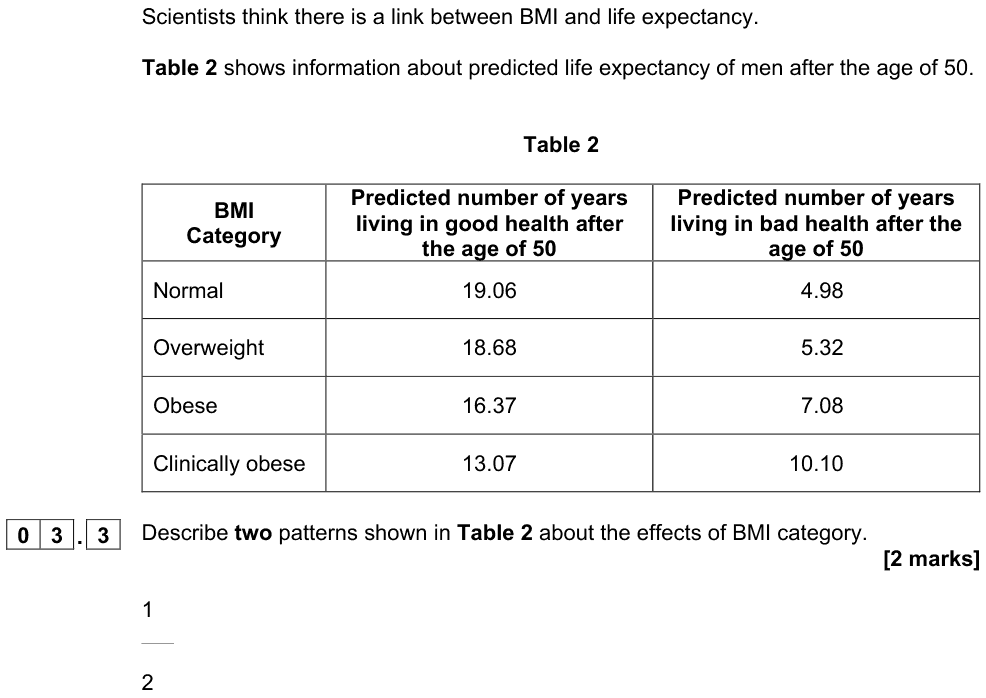 Scientists think there is a link between BMI and life expectancy.
Table 2 shows information about predicted life expectancy of men after the age of 50.
Table 2
BMI
Category
Predicted number of years
living in good health after
the age of 50
Predicted number of years
living in bad health after the
age of 50
Normal 19.06 4.98
Overweight 18.68 5.32
Obese 16.37 7.08
Clinically obese 13.07 10.10
0 3 . 3 Describe two patterns shown in Table 2 about the effects of BMI category.
[2 marks]
1
2